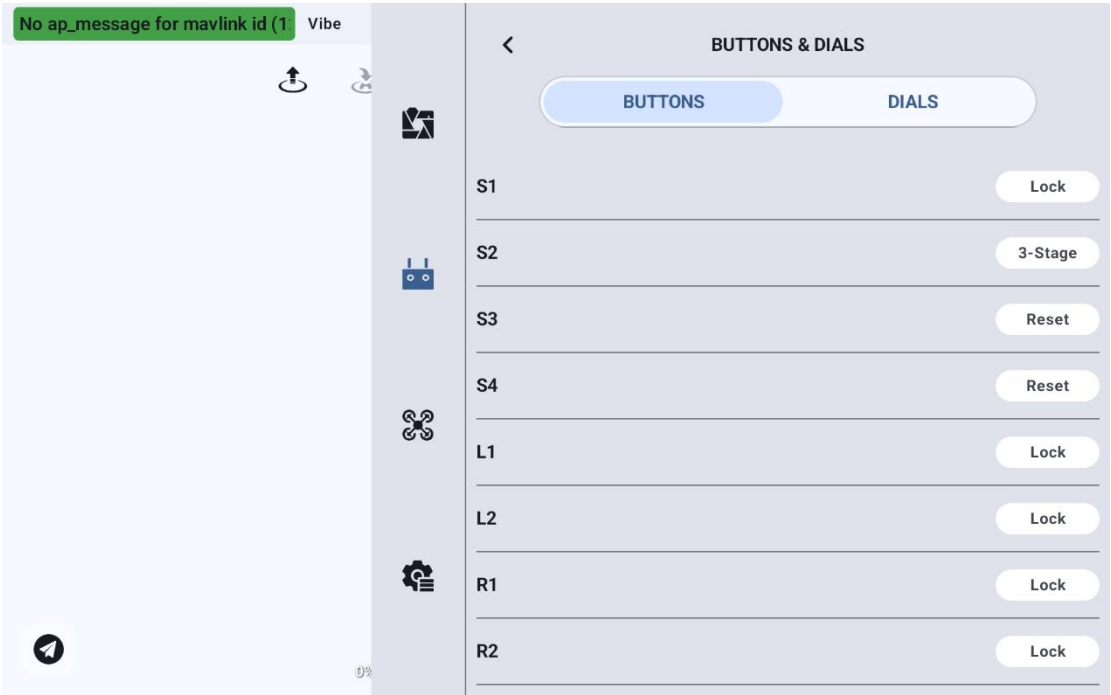 No ap_message for mavlink id (1
Vibe
BUTTONS & DIALS
BUTTONS
DIALS
S1
Lock
S2
3-Stage
S3
Reset
S4
Reset
L1
Lock
L2
Lock
R1
Lock
R2
Lock
0%